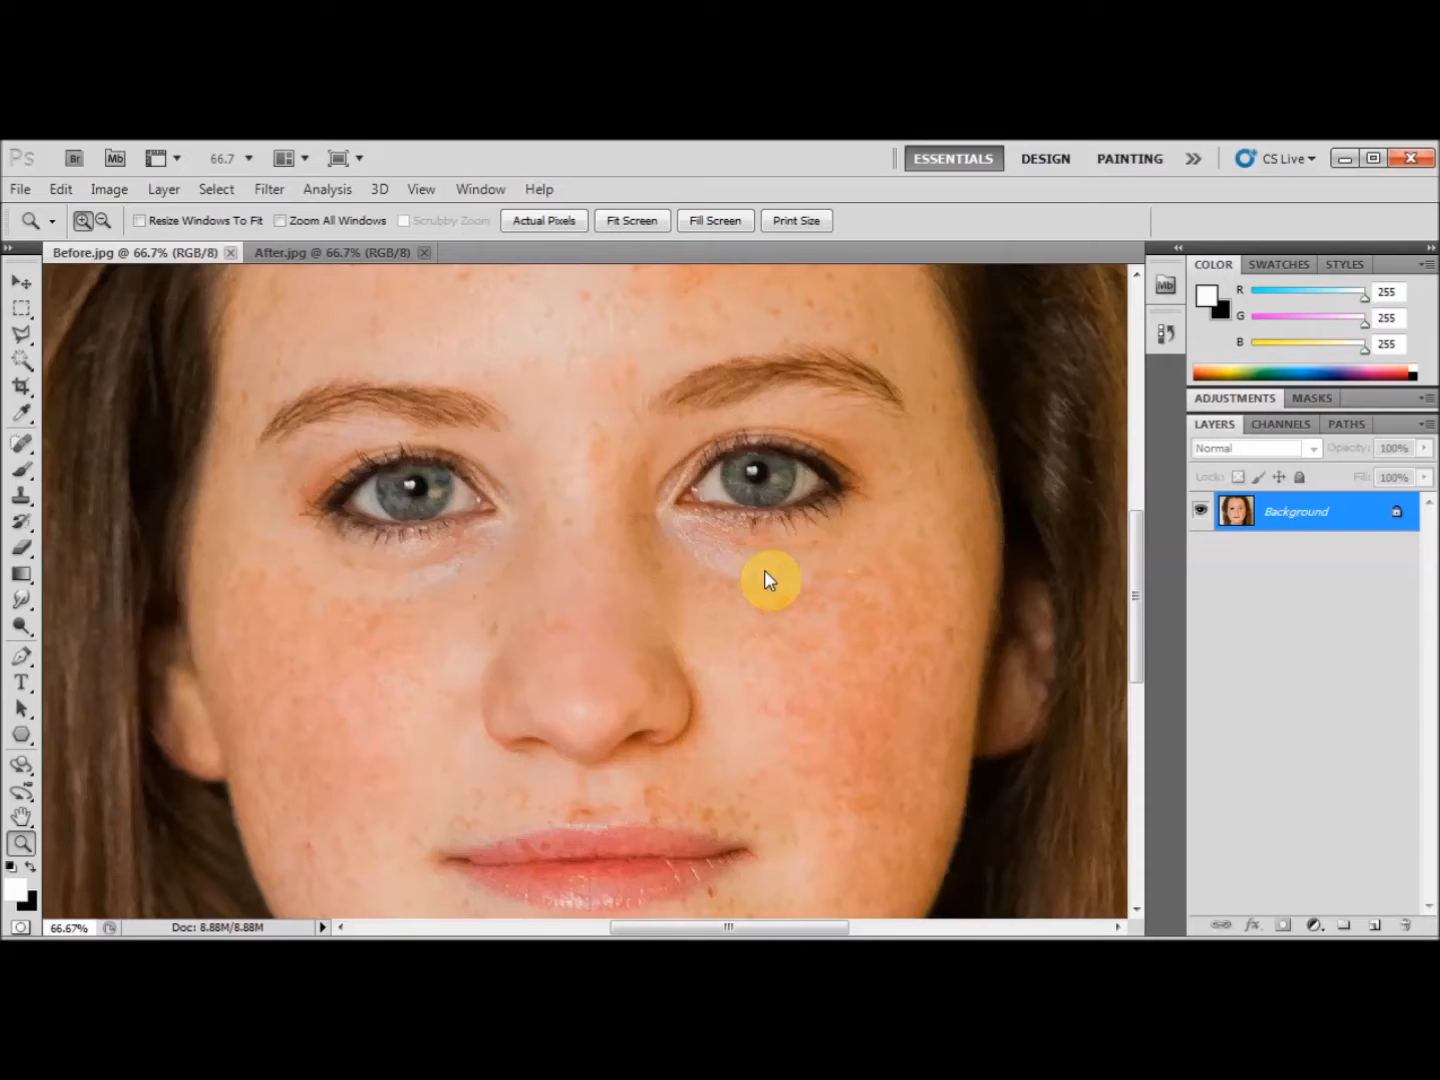 Ps Br Mb 66.7 ESSENTIALS DESIGN PAINTING CS Live
File Edit Image Layer Select Filter Analysis 3D View Window Help
Resize Windows To Fit Zoom All Windows Scrubby Zoom Actual Pixels Fit Screen Fill Screen Print Size
Before.jpg @ 66.7% (RGB/8) After.jpg @ 66.7% (RGB/8)
COLOR SWATCHES STYLES
Mb
R 255
G 255
B 255
ADJUSTMENTS MASKS
LAYERS CHANNELS PATHS
Normal Opacity: 100%
Lock: Fill: 100%
Background
T
66.67% Doc: 8.88M/8.88M
fx